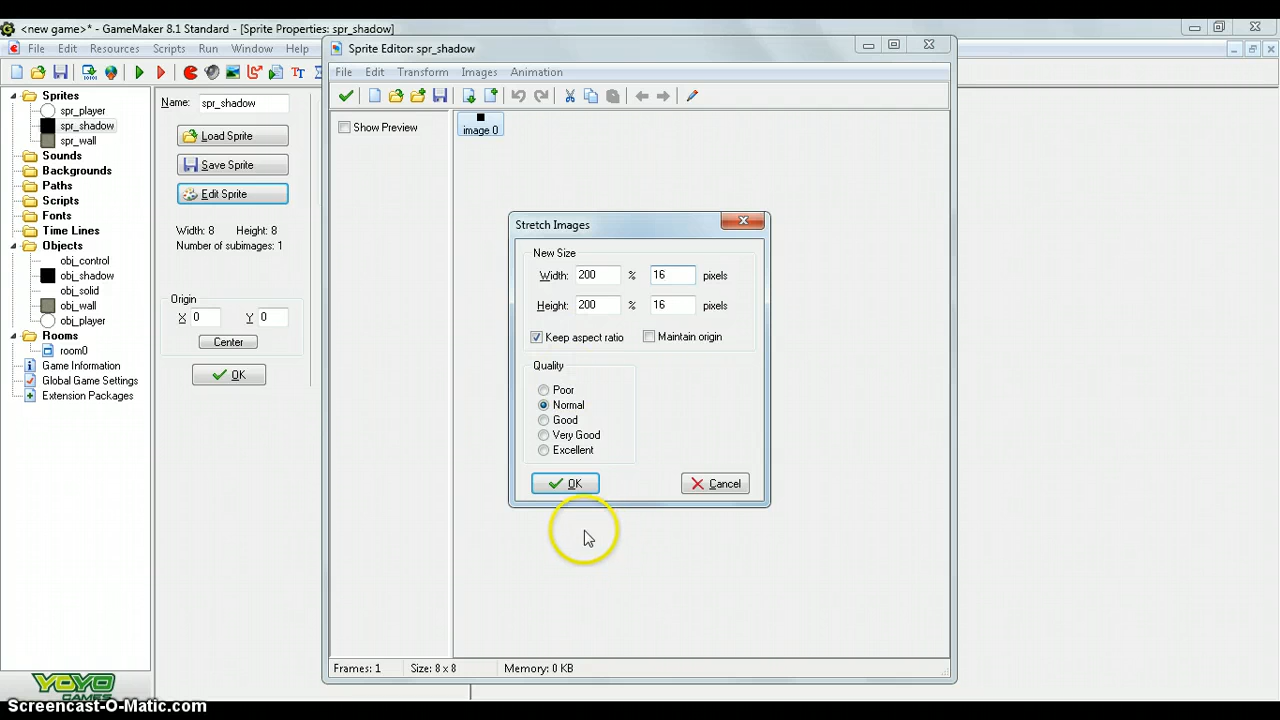 <new game>* - GameMaker 8.1 Standard - [Sprite Properties: spr_shadow]
File Edit Resources Scripts Run Window Help
Sprites
spr_player
spr_shadow
spr_wall
Sounds
Backgrounds
Paths
Scripts
Fonts
Time Lines
Objects
obj_control
obj_shadow
obj_solid
obj_wall
obj_player
Rooms
room0
Game Information
Global Game Settings
Extension Packages
YOYO
GAMES
Name: spr_shadow
Load Sprite
Save Sprite
Edit Sprite
Width: 8 Height: 8
Number of subimages: 1
Origin
X 0 Y 0
Center
OK
Sprite Editor: spr_shadow
File Edit Transform Images Animation
Show Preview
image 0
Stretch Images
New Size
Width: 200 % 16 pixels
Height: 200 % 16 pixels
Keep aspect ratio Maintain origin
Quality
Poor
Normal
Good
Very Good
Excellent
OK Cancel
Frames: 1 Size: 8 x 8 Memory: 0 KB
Screencast-O-Matic.com